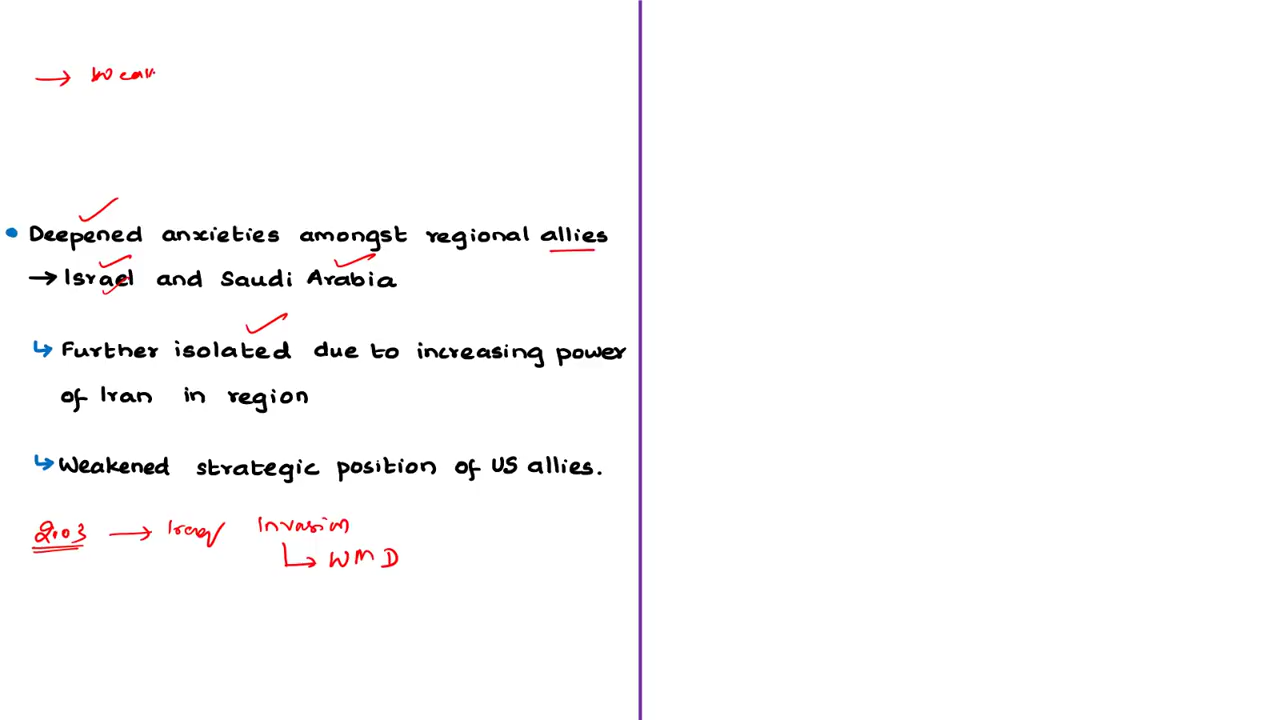 →
• Deepened anxieties amongst regional allies
→ Israel and Saudi Arabia
↳ Further isolated due to increasing power
of Iran in region
↳ Weakened strategic position of US allies.
2003 → Iraq Invasion
↳ WMD